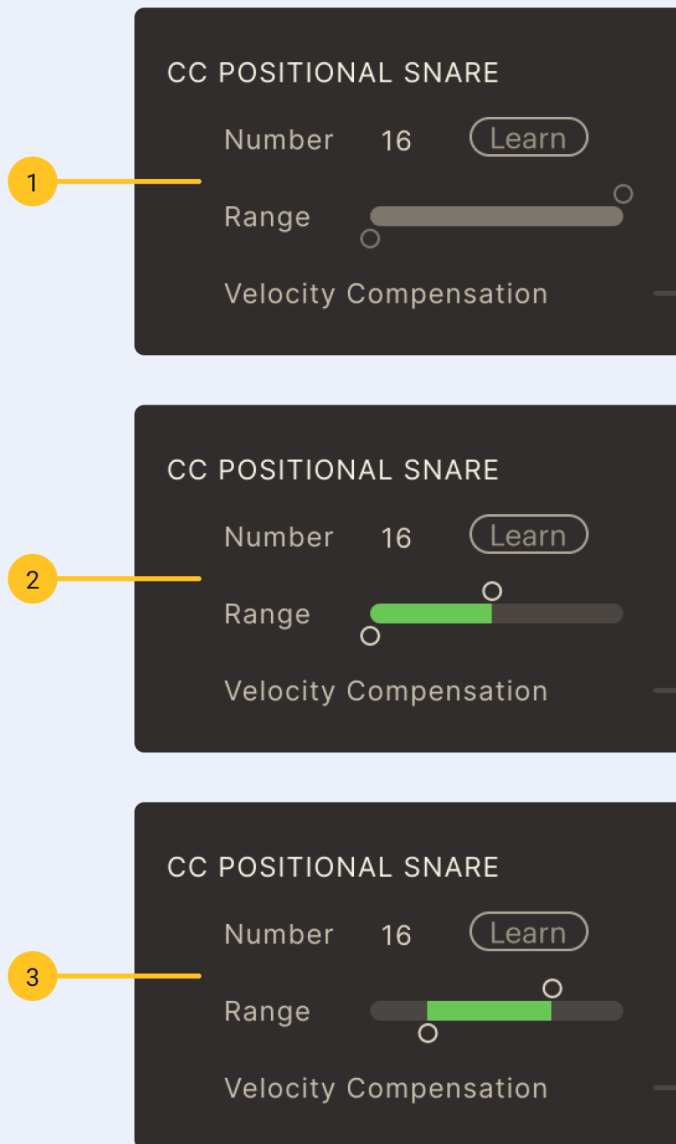 CC POSITIONAL SNARE
Number 16 Learn
1
Range
Velocity Compensation
CC POSITIONAL SNARE
Number 16 Learn
2
Range
Velocity Compensation
CC POSITIONAL SNARE
Number 16 Learn
3
Range
Velocity Compensation